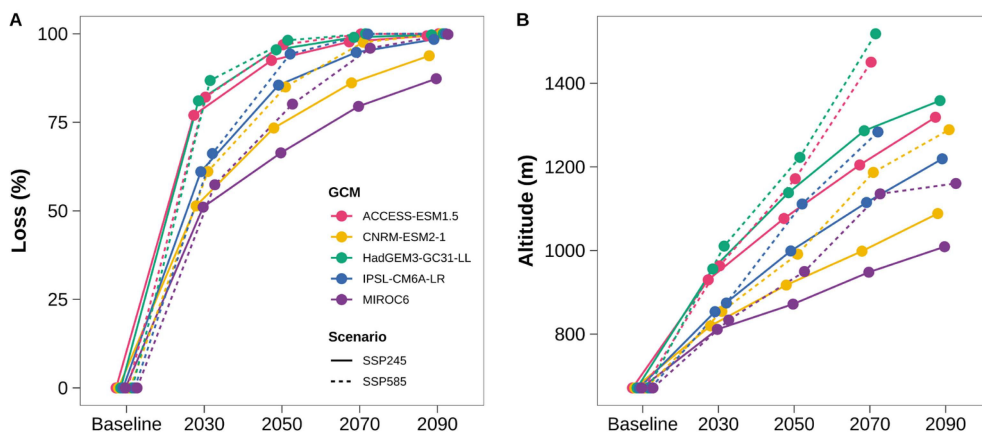 A
Loss (%)
100
75
50
25
0
Baseline 2030 2050 2070 2090
GCM
ACCESS-ESM1.5
CNRM-ESM2-1
HadGEM3-GC31-LL
IPSL-CM6A-LR
MIROC6
Scenario
SSP245
SSP585
B
Altitude (m)
1400
1200
1000
800
Baseline 2030 2050 2070 2090